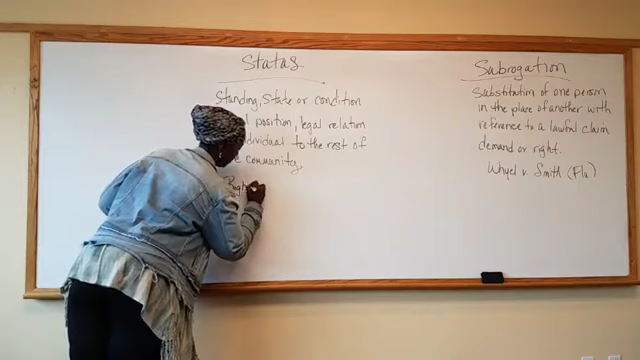 Status
Standing, State or condition
position, legal relation
individual to the rest of
community.
Righ
Subrogation
Substitution of one person
in the place of another with
reference to a lawful claim
demand or right.
Whyel v. Smith (Fla)